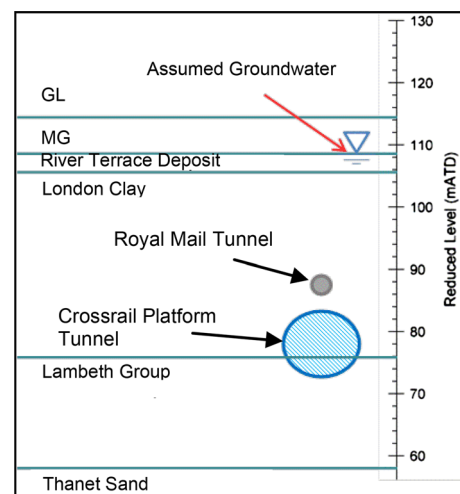 130
Assumed Groundwater
120
GL
MG
110
River Terrace Deposit
London Clay
100
Royal Mail Tunnel
90
Crossrail Platform
Tunnel
80
Lambeth Group
70
60
Thanet Sand
Reduced Level (mATD)